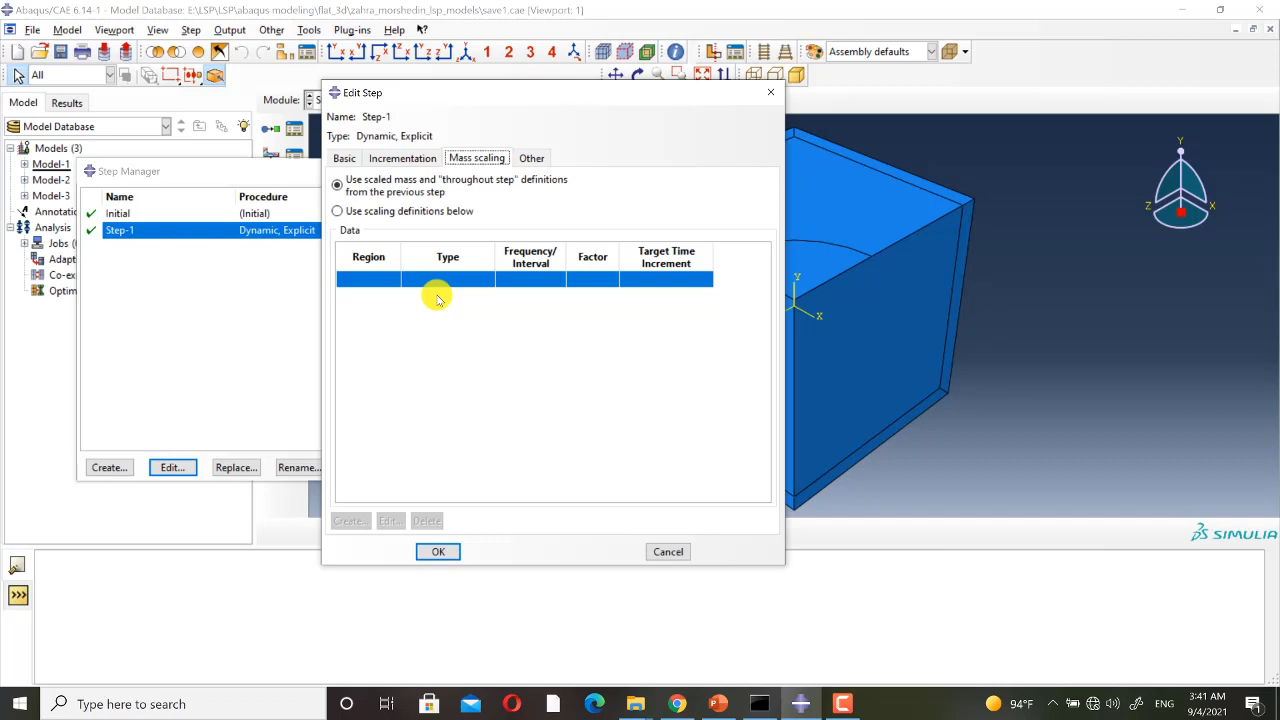 Abaqus/CAE 6.14-1 - Model Database: E:\LSP\LSP\abaqus modeling\flat_3d\zahra_morshedin_lsp_models\save1.cae [Viewport: 1]
File Model Viewport View Step Output Other Tools Plug-ins Help
1 2 3 4 Assembly defaults
All
Model Results
Module:
Model Database
Models (3)
Model-1
Model-2
Model-3
Annotatic
Analysis
Jobs (
Adapt
Co-ex
Optim
Step Manager
Name Procedure
Initial (Initial)
Step-1 Dynamic, Explicit
Create... Edit... Replace... Rename...
Edit Step
Name: Step-1
Type: Dynamic, Explicit
Basic Incrementation Mass scaling Other
Use scaled mass and "throughout step" definitions
from the previous step
Use scaling definitions below
Data
Region Type Frequency/ Interval Factor Target Time Increment
Create... Edit... Delete
OK Cancel
Y
X
Y
Z X
SIMULIA
>>>
Type here to search
94°F
ENG
9/4/2021